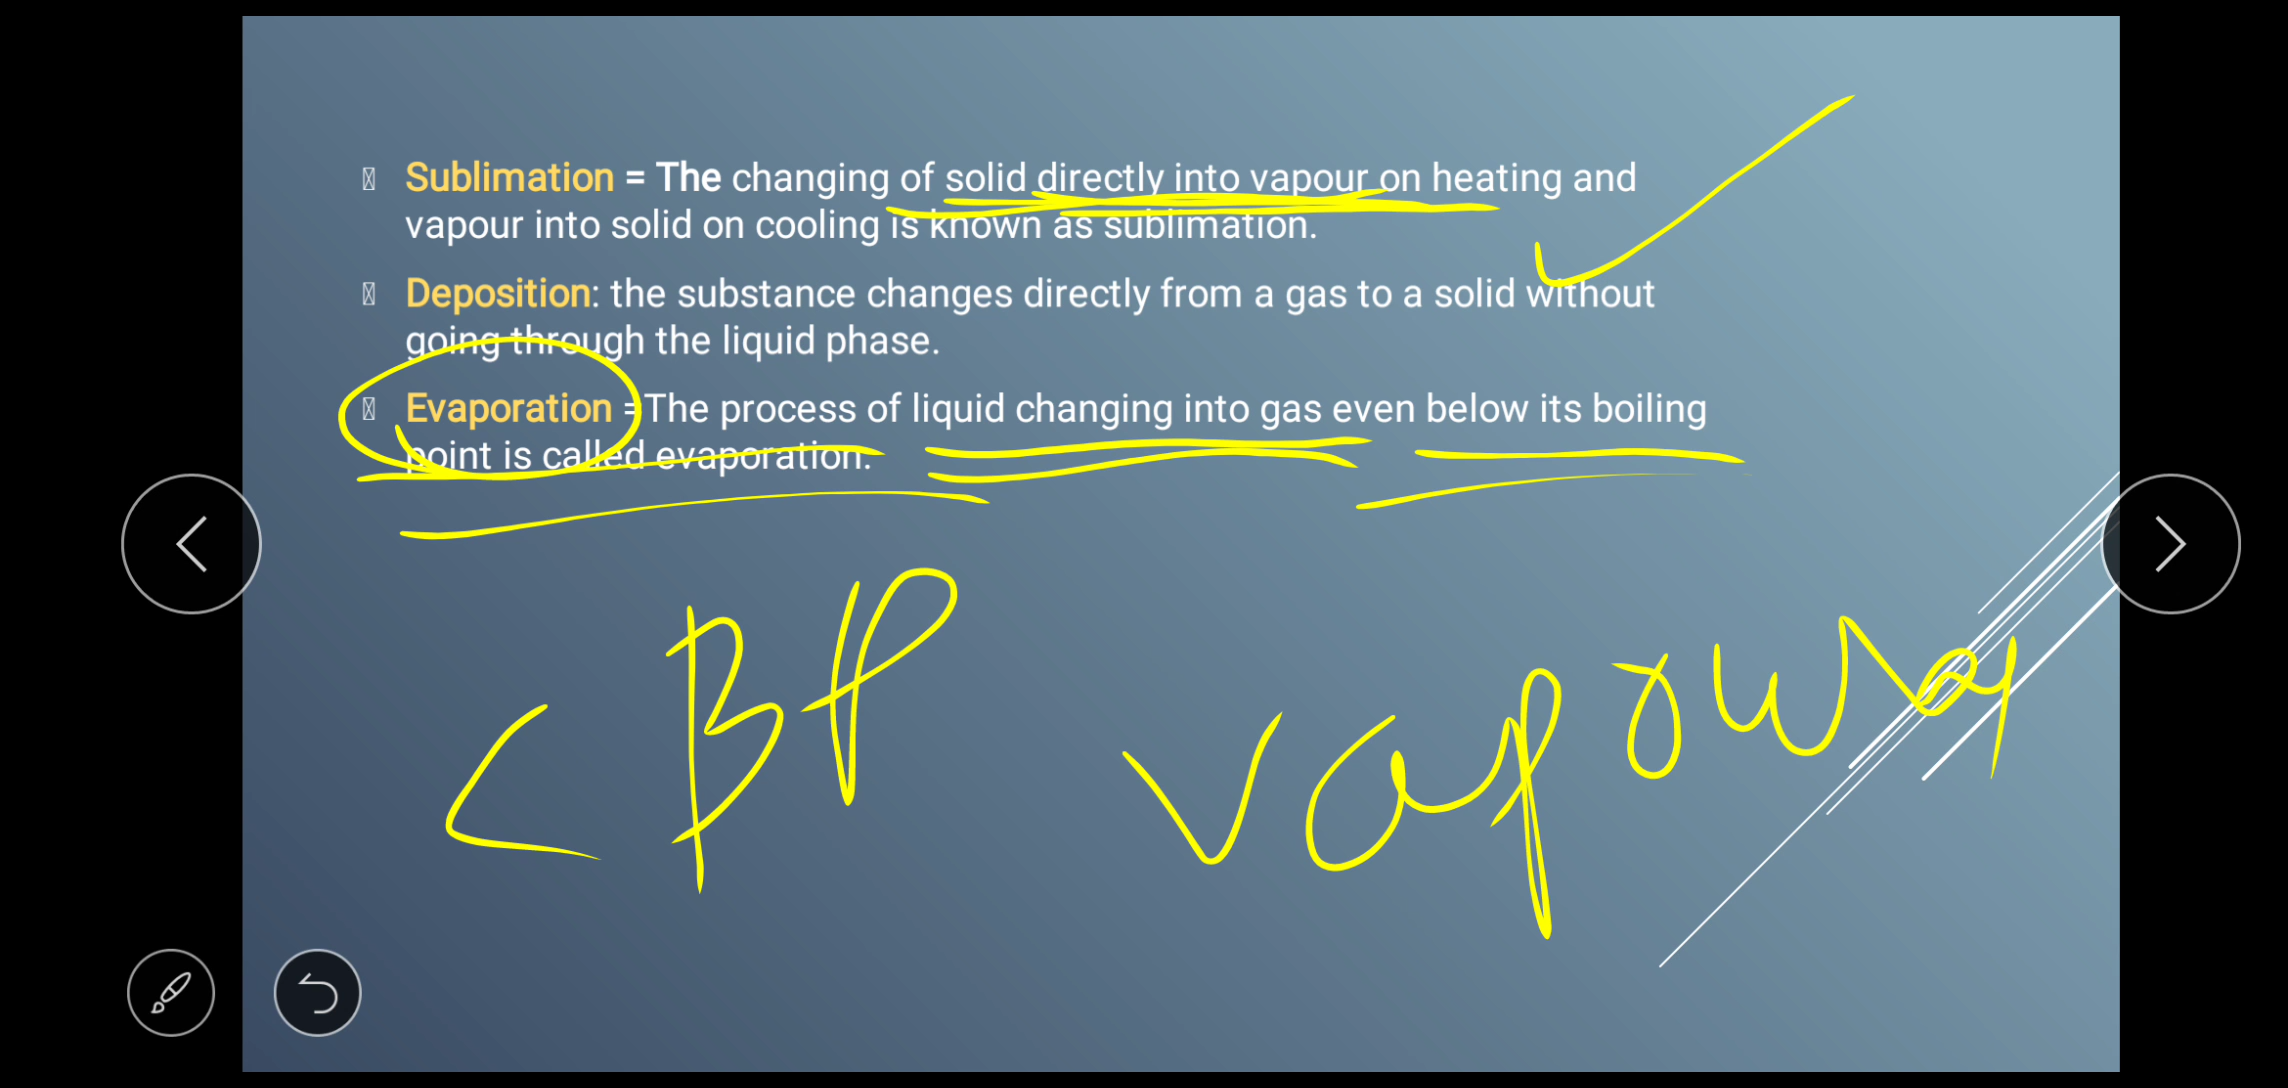 Sublimation = The changing of solid directly into vapour on heating and
vapour into solid on cooling is known as sublimation.
Deposition: the substance changes directly from a gas to a solid without
going through the liquid phase.
Evaporation =The process of liquid changing into gas even below its boiling
point is called evaporation.
< BP
vapours